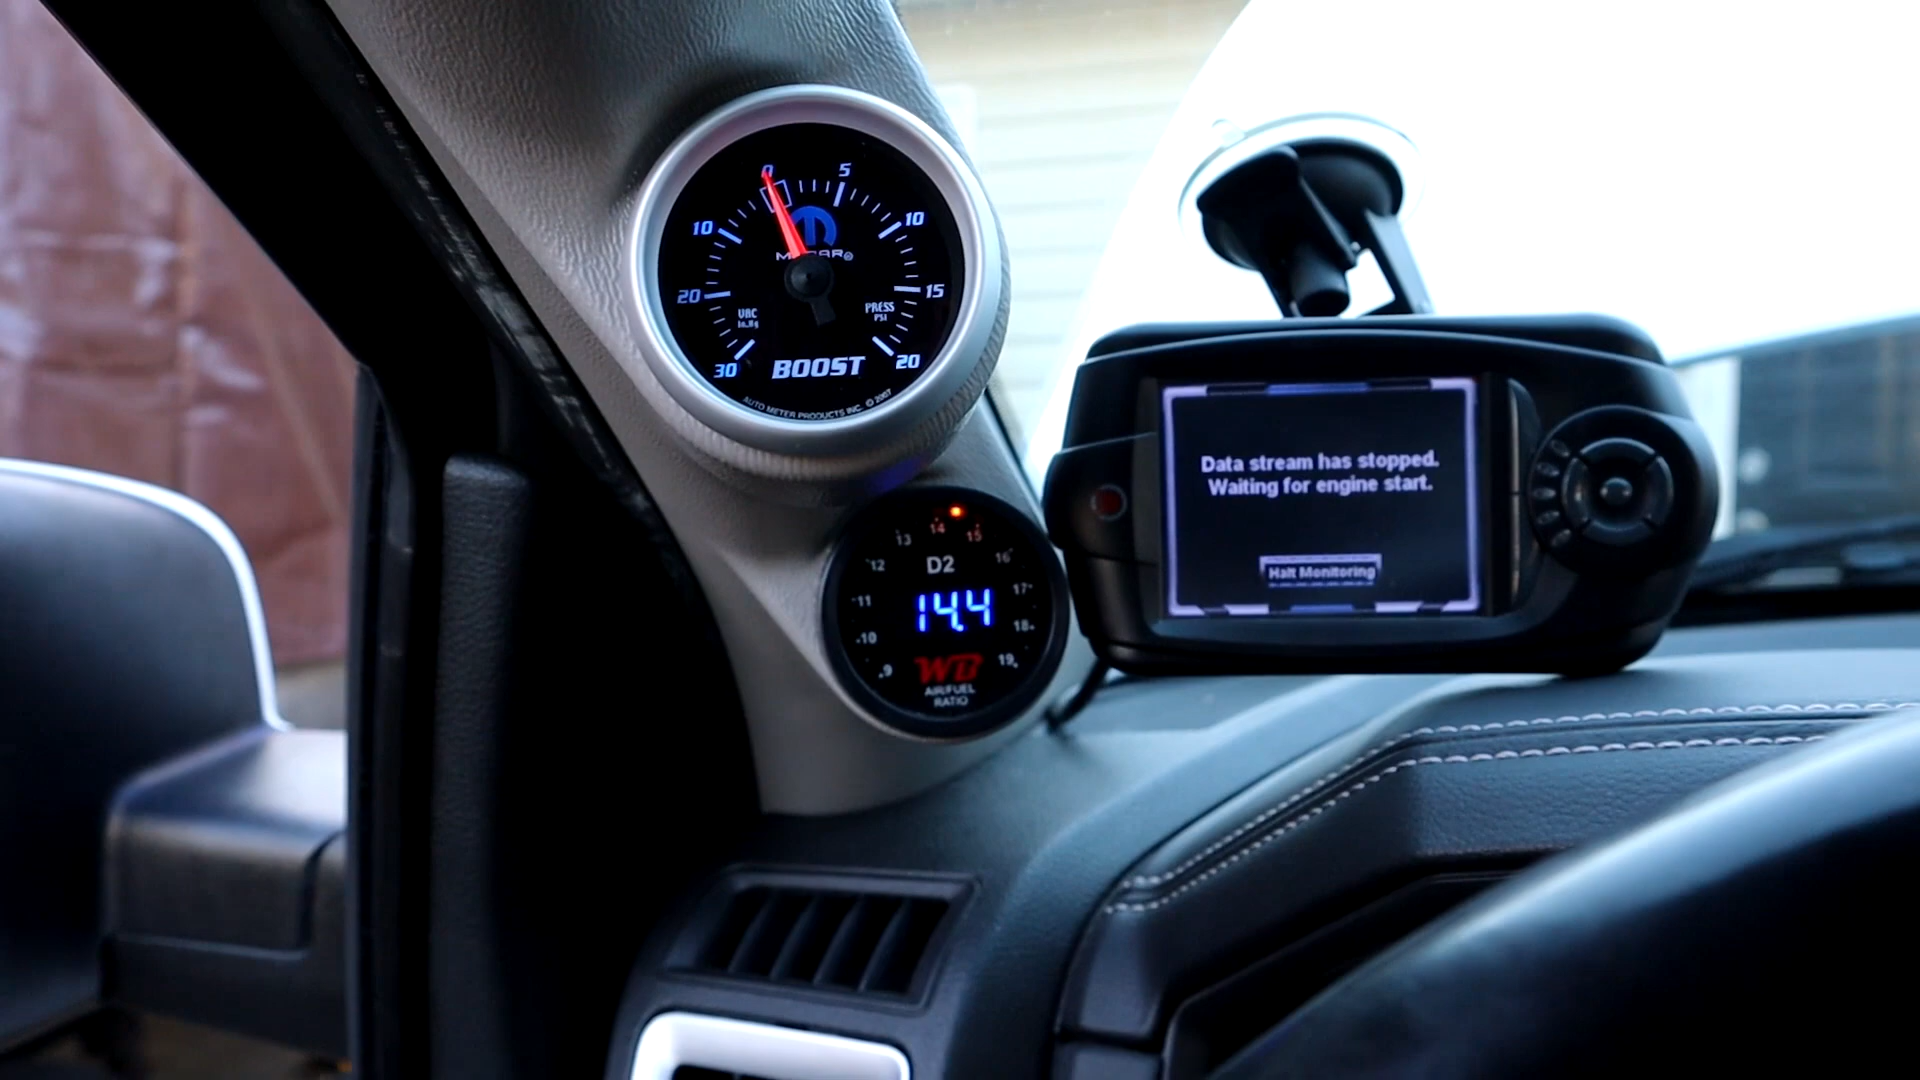 0
5
10
10
20
15
VAC
In.Hg
PRESS
PSI
30
BOOST
20
AUTO METER PRODUCTS INC. © 2007
14
13
15
D2
12
16
11
14.4
17
10
18
WB
9
19
AIR/FUEL
RATIO
Data stream has stopped.
Waiting for engine start.
Halt Monitoring